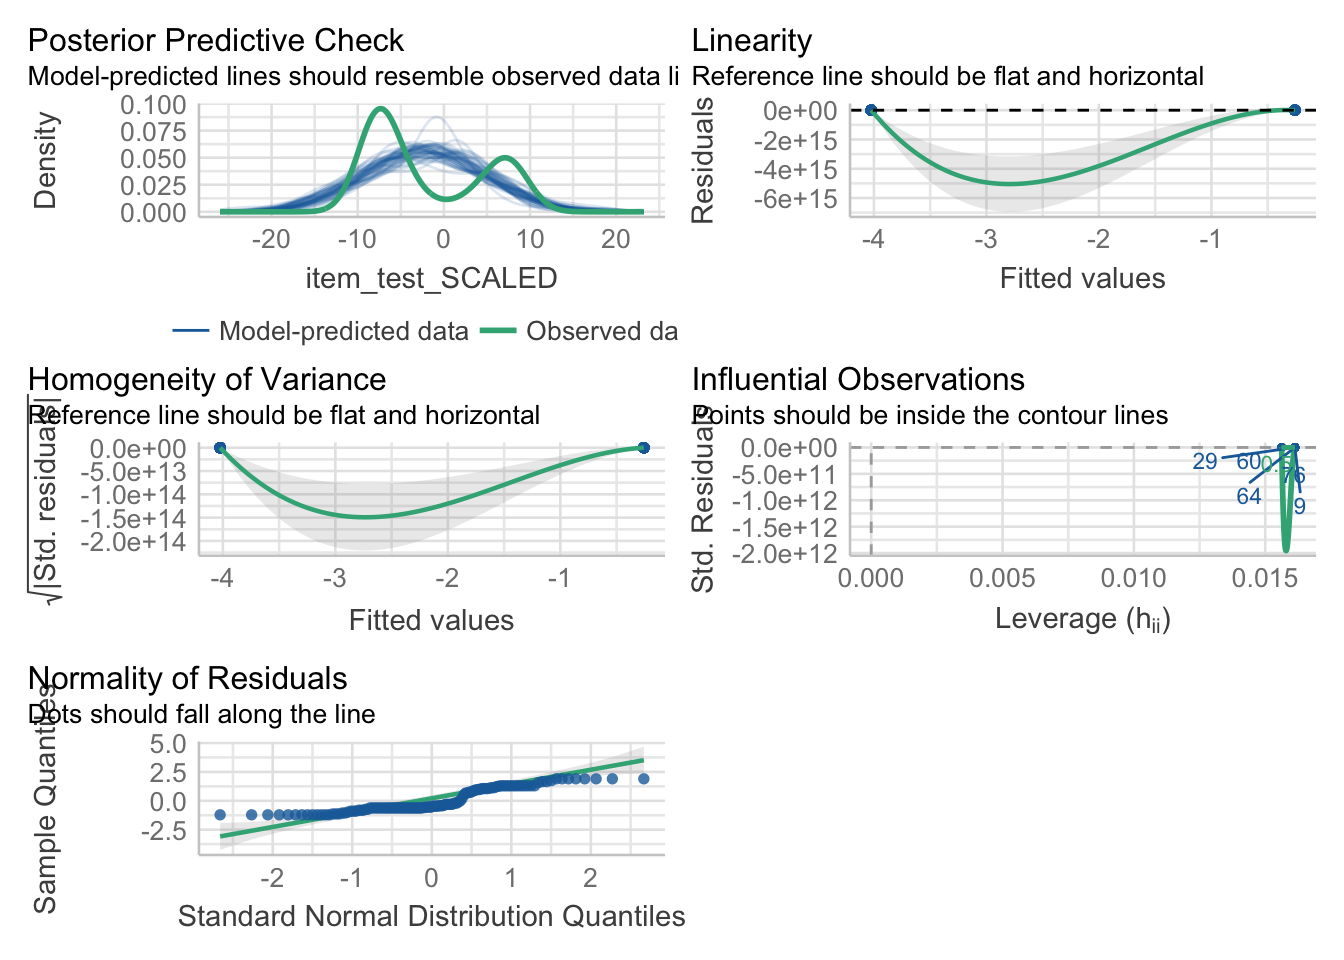 Posterior Predictive Check
Model-predicted lines should resemble observed data li
Density
0.100
0.075
0.050
0.025
0.000
-20 -10 0 10 20
item_test_SCALED
Model-predicted data Observed da
Linearity
Reference line should be flat and horizontal
Residuals
0e+00
-2e+15
-4e+15
-6e+15
-4 -3 -2 -1
Fitted values
Homogeneity of Variance
Reference line should be flat and horizontal
√|Std. residuals|
0.0e+00
-5.0e+13
-1.0e+14
-1.5e+14
-2.0e+14
-4 -3 -2 -1
Fitted values
Influential Observations
Points should be inside the contour lines
Std. Residuals
0.0e+00
-5.0e+11
-1.0e+12
-1.5e+12
-2.0e+12
29 60 76
64 9
0.000 0.005 0.010 0.015
Leverage (hii)
Normality of Residuals
Dots should fall along the line
Sample Quantiles
5.0
2.5
0.0
-2.5
-2 -1 0 1 2
Standard Normal Distribution Quantiles